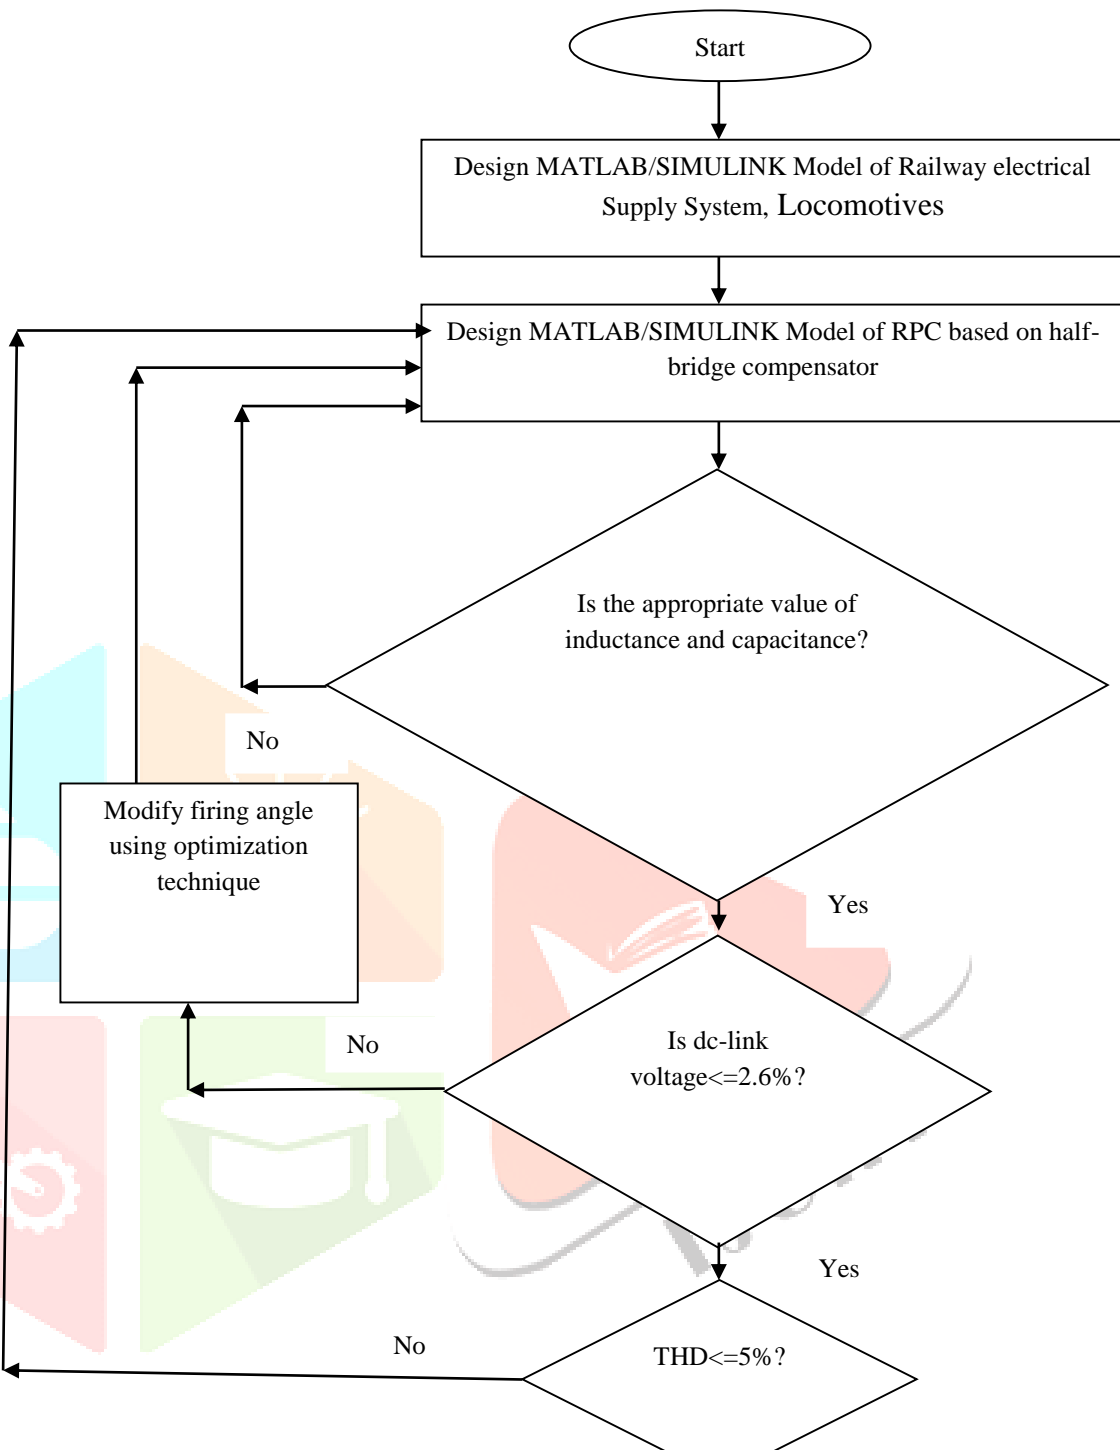 Start
Design MATLAB/SIMULINK Model of Railway electrical
Supply System, Locomotives
Design MATLAB/SIMULINK Model of RPC based on half-
bridge compensator
Is the appropriate value of
inductance and capacitance?
No
Modify firing angle
using optimization
technique
Yes
Is dc-link
voltage<=2.6%?
No
Yes
THD<=5%?
No